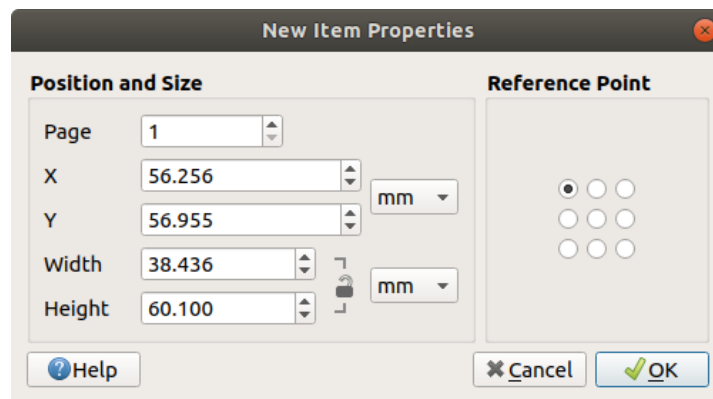 New Item Properties
Position and Size
Reference Point
Page 1
X 56.256
mm
Y 56.955
Width 38.436
mm
Height 60.100
Help
Cancel
OK